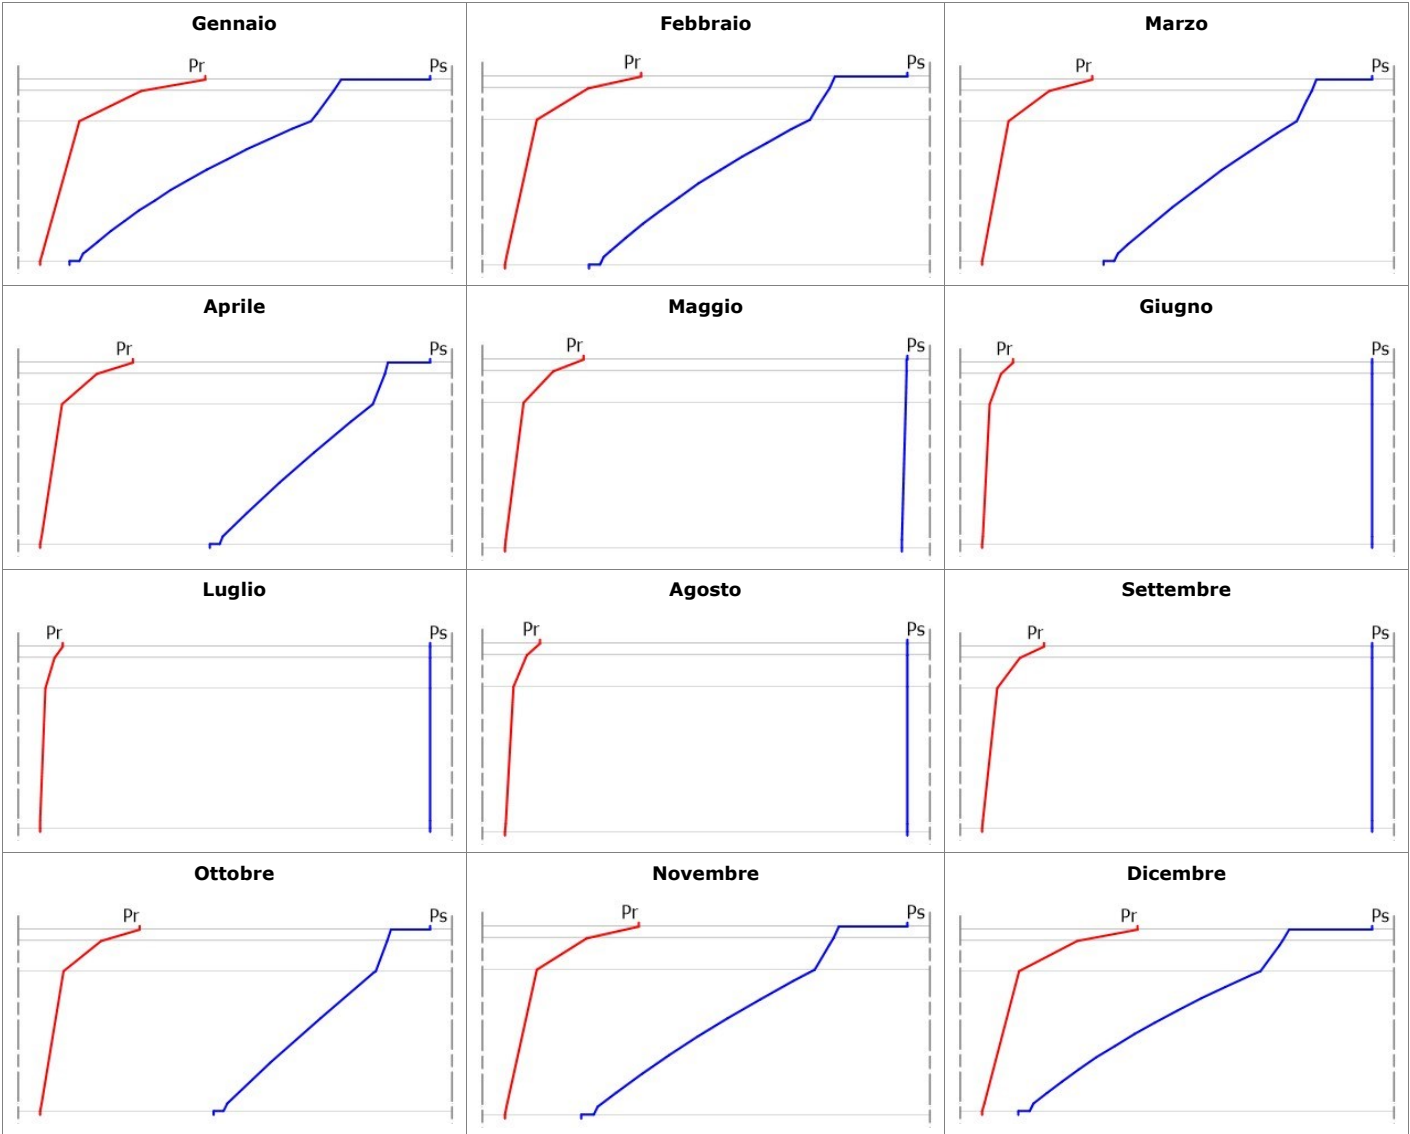 Gennaio
Febbraio
Marzo
Pr Ps
Pr Ps
Pr Ps
Aprile
Maggio
Giugno
Pr Ps
Pr Ps
Pr Ps
Luglio
Agosto
Settembre
Pr Ps
Pr Ps
Pr Ps
Ottobre
Novembre
Dicembre
Pr Ps
Pr Ps
Pr Ps